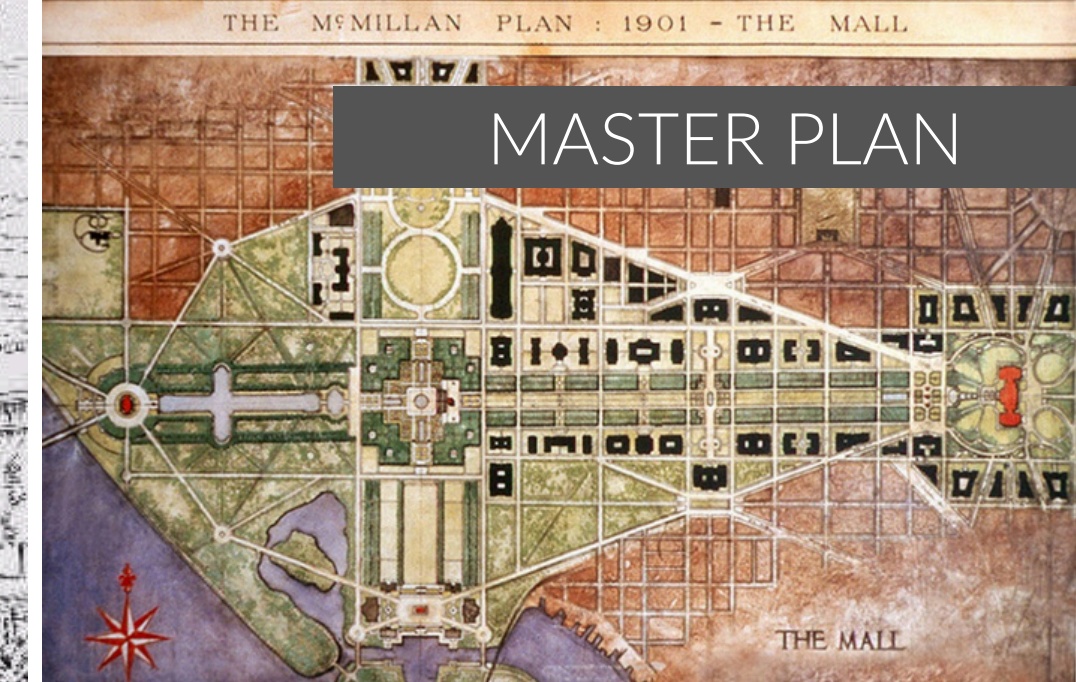 THE MᶜMILLAN PLAN : 1901 – THE MALL
MASTER PLAN
THE MALL